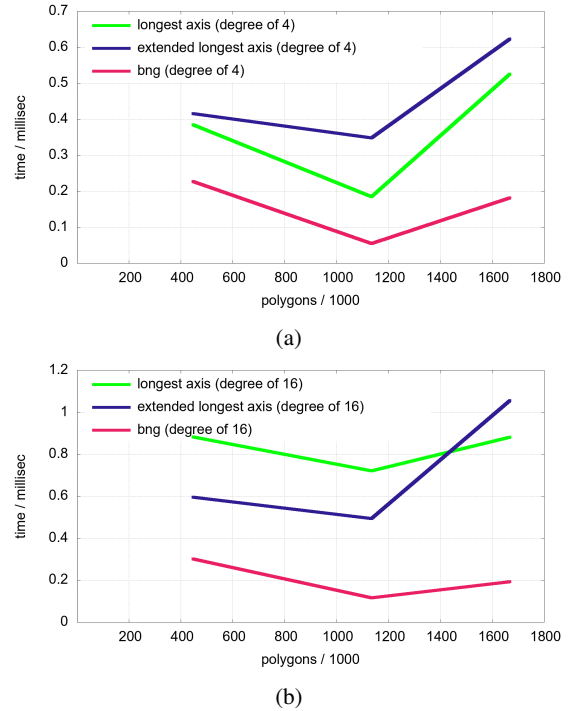 0.7
longest axis (degree of 4)
0.6
extended longest axis (degree of 4)
bng (degree of 4)
0.5
0.4
time / millisec
0.3
0.2
0.1
0
200 400 600 800 1000 1200 1400 1600 1800
polygons / 1000
(a)
1.2
longest axis (degree of 16)
extended longest axis (degree of 16)
1
bng (degree of 16)
0.8
time / millisec
0.6
0.4
0.2
0
200 400 600 800 1000 1200 1400 1600 1800
polygons / 1000
(b)